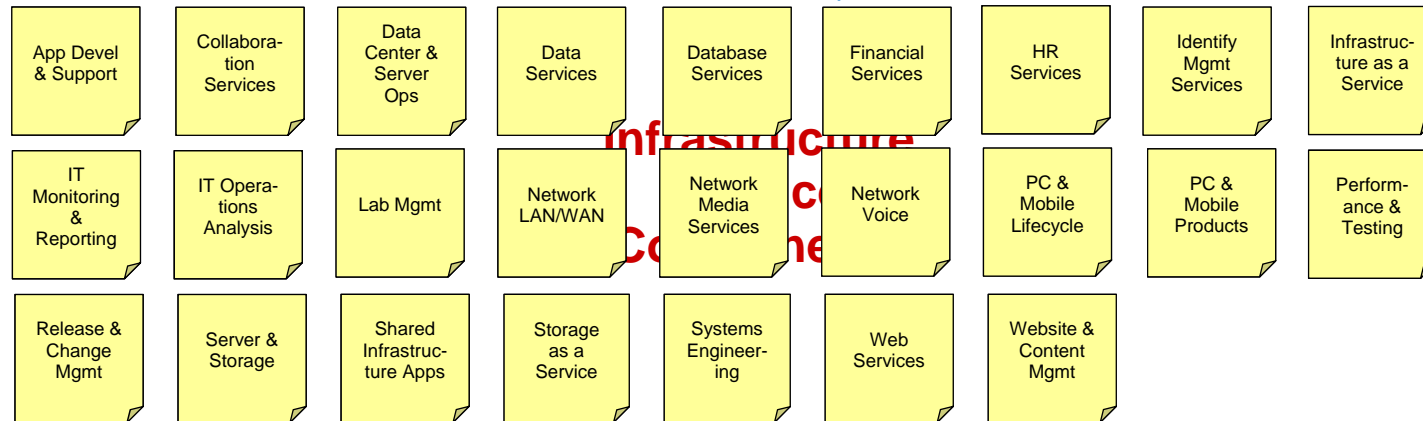 App Devel
& Support
Collabora-
tion
Services
Data
Center &
Server
Ops
Data
Services
Database
Services
Financial
Services
HR
Services
Identify
Mgmt
Services
Infrastruc-
ture as a
Service
Infrastructure
IT
Monitoring
&
Reporting
IT Opera-
tions
Analysis
Lab Mgmt
Network
LAN/WAN
Network
Media
Services
Network
Voice
PC &
Mobile
Lifecycle
PC &
Mobile
Products
Perform-
ance &
Testing
Release &
Change
Mgmt
Server &
Storage
Shared
Infrastruc-
ture Apps
Storage
as a
Service
Systems
Engineer-
ing
Web
Services
Website &
Content
Mgmt